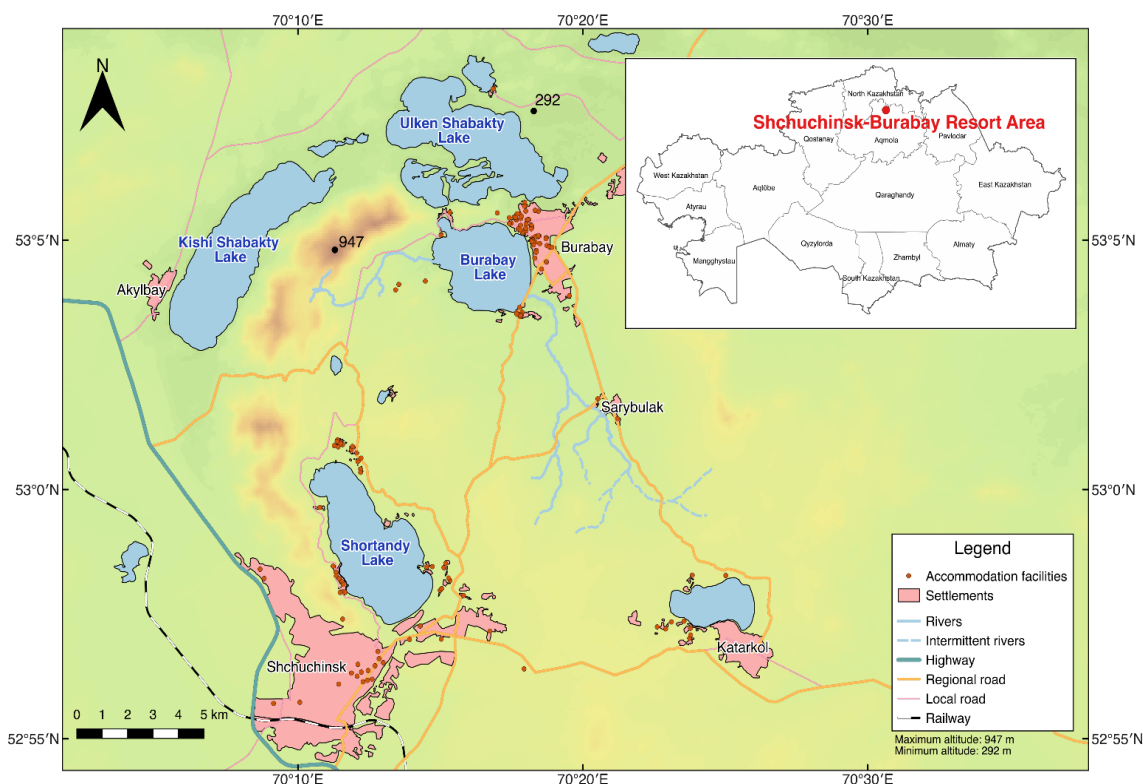 70°10'E
70°20'E
70°30'E
N
292
Ulken Shabakty
Lake
947
Kishi Shabakty
Lake
Burabay
Lake
Burabay
Akylbay
53°5'N
53°5'N
Sarybulak
53°0'N
53°0'N
Shortandy
Lake
Shchuchinsk
Katarkol
52°55'N
52°55'N
0 1 2 3 4 5 km
70°10'E
70°20'E
70°30'E
North Kazakhstan
Shchuchinsk-Burabay Resort Area
Qostanay
Aqmola
Pavlodar
West Kazakhstan
Aqtöbe
Qaraghandy
East Kazakhstan
Atyrau
Mangghystau
Qyzylorda
Zhambyl
Almaty
South Kazakhstan
Legend
Accommodation facilities
Settlements
Rivers
Intermittent rivers
Highway
Regional road
Local road
Railway
Maximum altitude: 947 m
Minimum altitude: 292 m